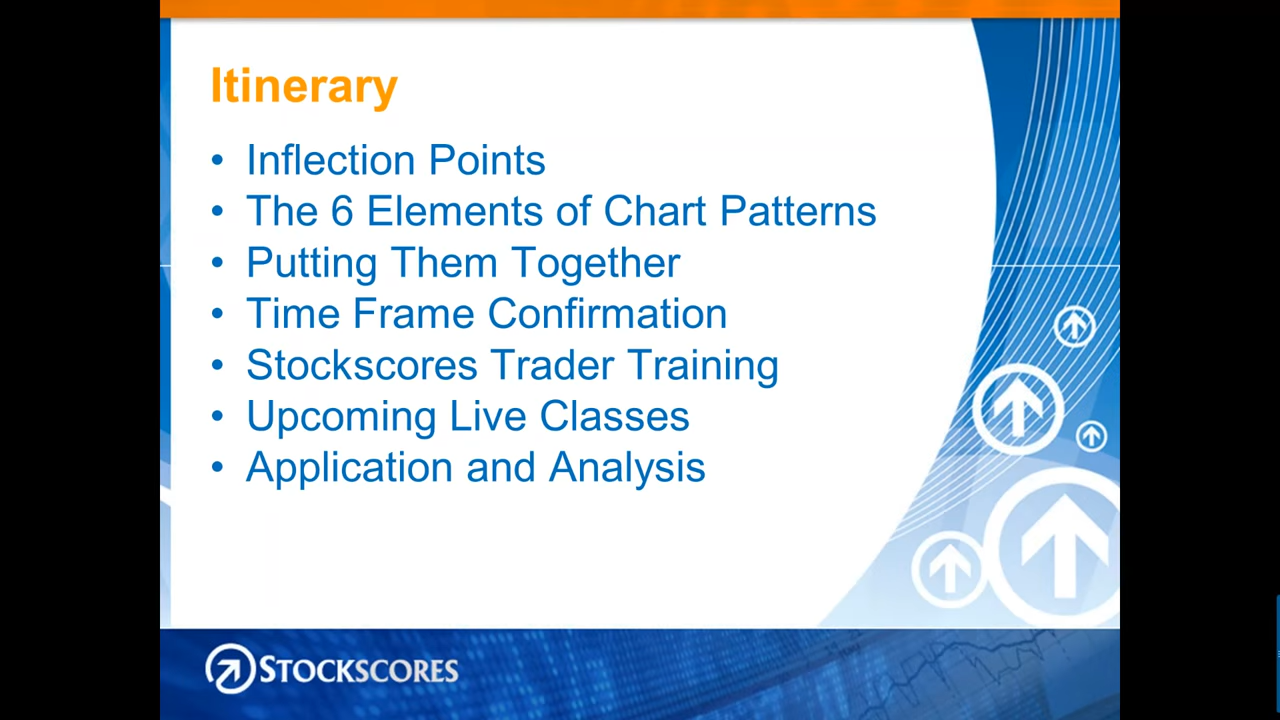 Itinerary
• Inflection Points
• The 6 Elements of Chart Patterns
• Putting Them Together
• Time Frame Confirmation
• Stockscores Trader Training
• Upcoming Live Classes
• Application and Analysis
STOCKSCORES